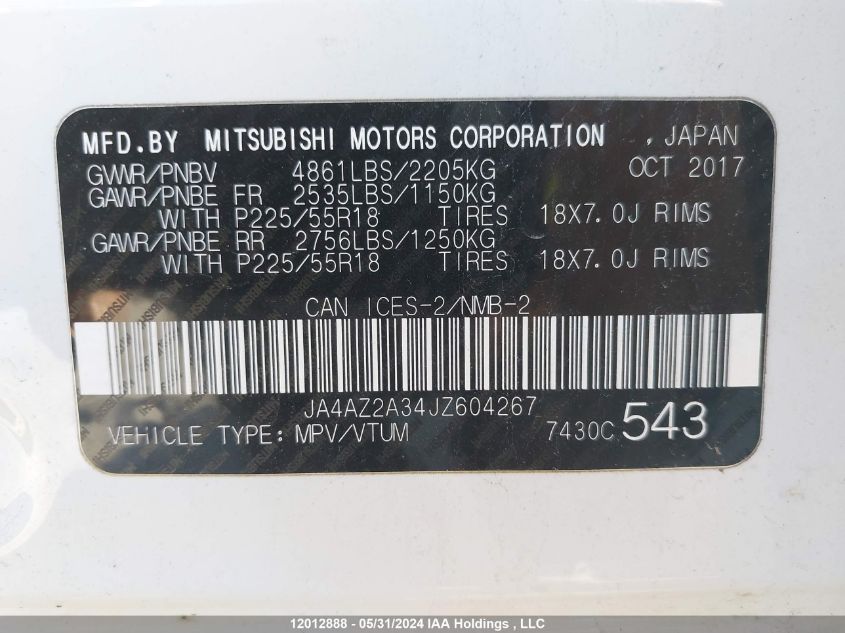 MFD.BY MITSUBISHI MOTORS CORPORATION , JAPAN
GVWR/PNBV 4861LBS/2205KG OCT 2017
GAWR/PNBE FR 2535LBS/1150KG
WITH P225/55R18 TIRES 18X7.0J RIMS
GAWR/PNBE RR 2756LBS/1250KG
WITH P225/55R18 TIRES 18X7.0J RIMS
CAN ICES-2/NMB-2
JA4AZ2A34JZ604267
VEHICLE TYPE: MPV/VTUM 7430C 543
12012888 - 05/31/2024 IAA Holdings , LLC